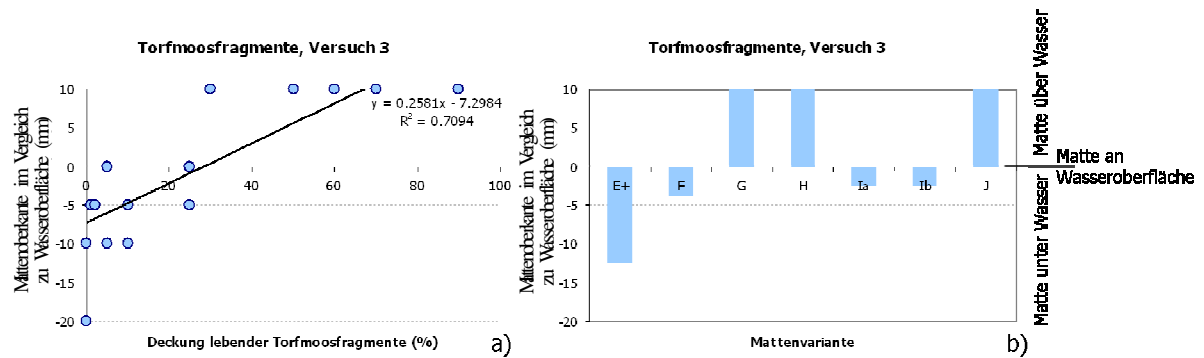 Torfmoosfragmente, Versuch 3
Mattenoberkante im Vergleich
zu Wasseroberfläche (mm)
10
5
0
-5
-10
-15
-20
0
20
40
60
80
100
y = 0.2581x - 7.2984
R² = 0.7094
Deckung lebender Torfmoosfragmente (%)
a)
Torfmoosfragmente, Versuch 3
Mattenoberkante im Vergleich
zu Wasseroberfläche (mm)
10
5
0
-5
-10
-15
-20
E+
F
G
H
Ia
Ib
J
Mattenvariante
b)
Matte über Wasser
Matte an
Wasseroberfläche
Matte unter Wasser